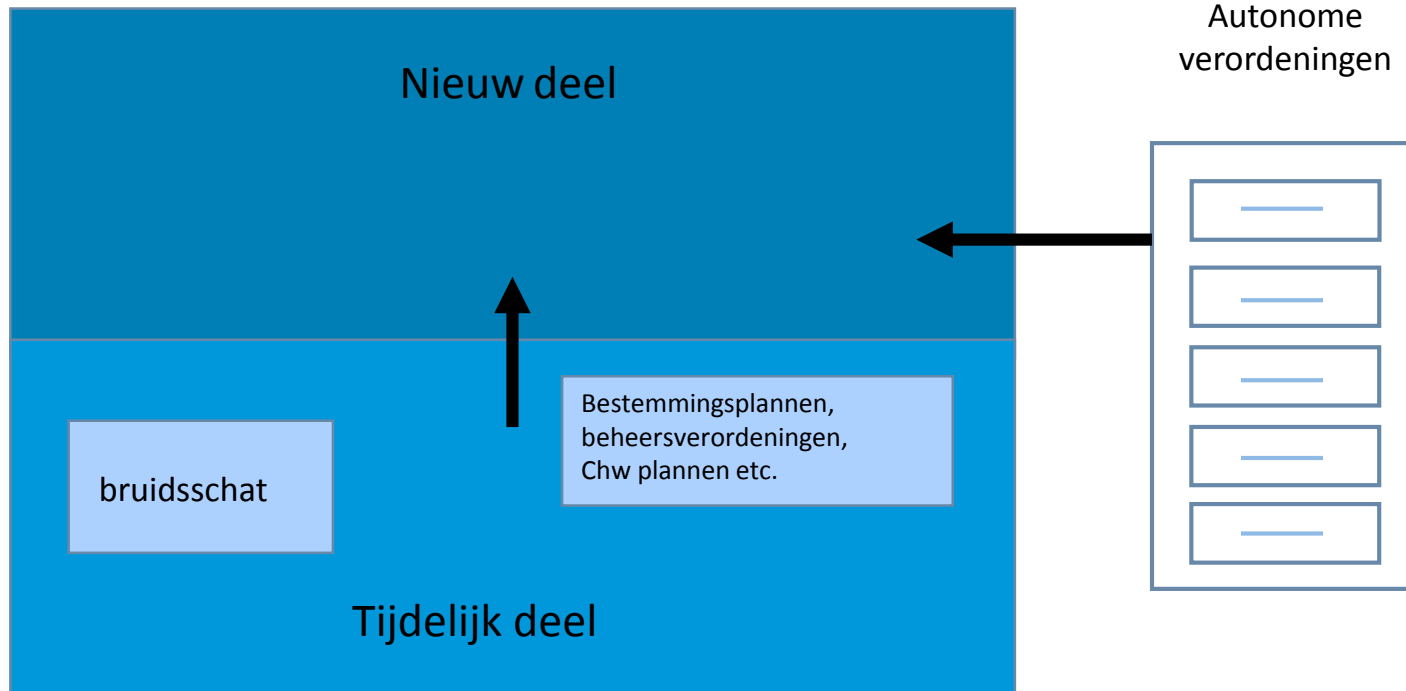 Autonome
verordeningen
Nieuw deel
Bestemmingsplannen,
beheersverordeningen,
Chw plannen etc.
bruidsschat
Tijdelijk deel